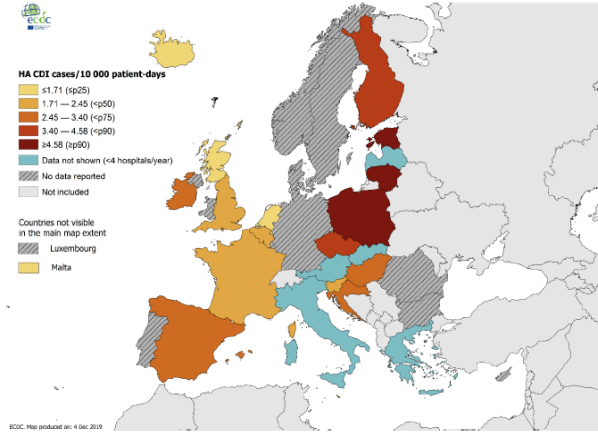 ecdc
HA CDI cases/10 000 patient-days
≤1.71 (≤p25)
1.71 — 2.45 (<p50)
2.45 — 3.40 (<p75)
3.40 — 4.58 (<p90)
≥4.58 (≥p90)
Data not shown (<4 hospitals/year)
No data reported
Not included
Countries not visible
in the main map extent
Luxembourg
Malta
ECDC. Map produced on: 4 Dec 2019